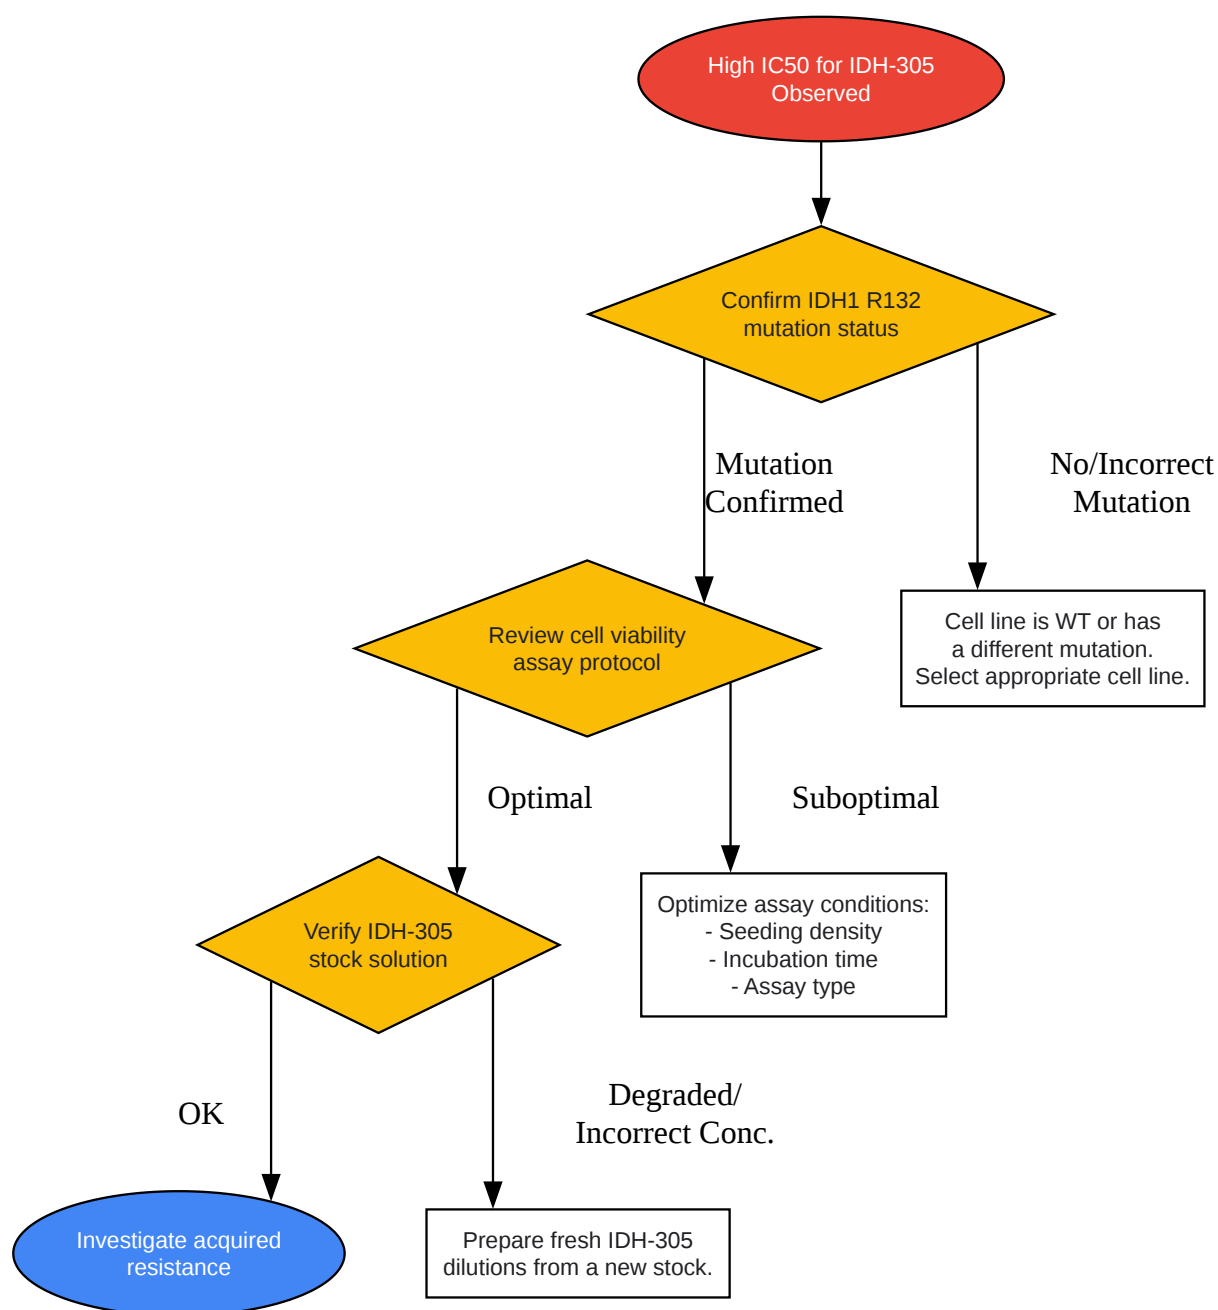 High IC50 for IDH-305
Observed
Confirm IDH1 R132
mutation status
Mutation
Confirmed
No/Incorrect
Mutation
Review cell viability
assay protocol
Cell line is WT or has
a different mutation.
Select appropriate cell line.
Optimal
Suboptimal
Verify IDH-305
stock solution
Optimize assay conditions:
- Seeding density
- Incubation time
- Assay type
OK
Degraded/
Incorrect Conc.
Investigate acquired
resistance
Prepare fresh IDH-305
dilutions from a new stock.